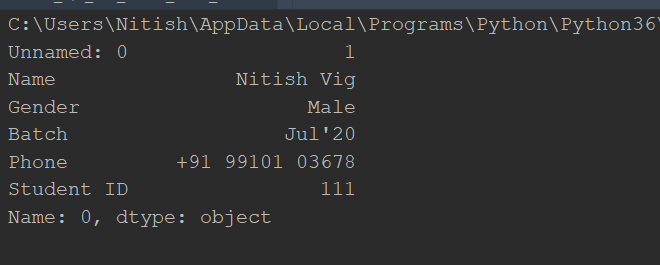 C:\Users\Nitish\AppData\Local\Programs\Python\Python36\
Unnamed: 0 1
Name Nitish Vig
Gender Male
Batch Jul'20
Phone +91 99101 03678
Student ID 111
Name: 0, dtype: object